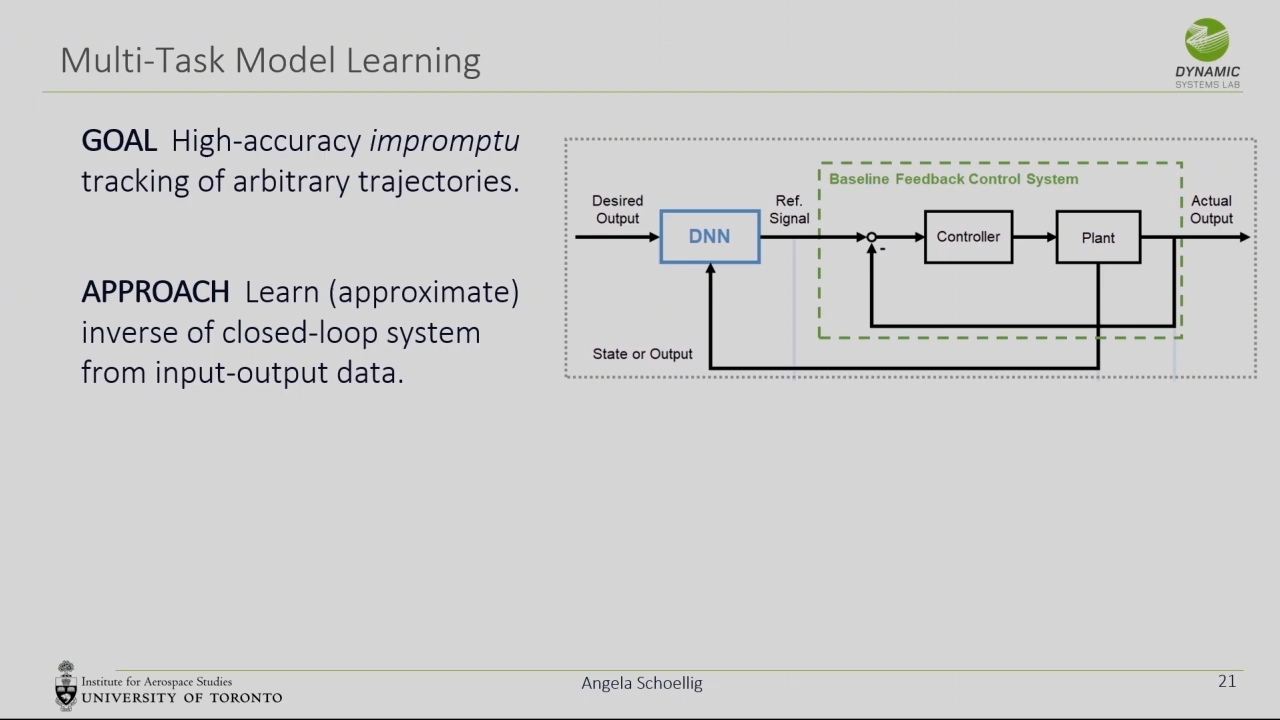 Multi-Task Model Learning
DYNAMIC
SYSTEMS LAB
GOAL High-accuracy impromptu
tracking of arbitrary trajectories.
APPROACH Learn (approximate)
inverse of closed-loop system
from input-output data.
Baseline Feedback Control System
Desired
Output
DNN
Ref.
Signal
-
Controller
Plant
Actual
Output
State or Output
Institute for Aerospace Studies
UNIVERSITY OF TORONTO
Angela Schoellig
21